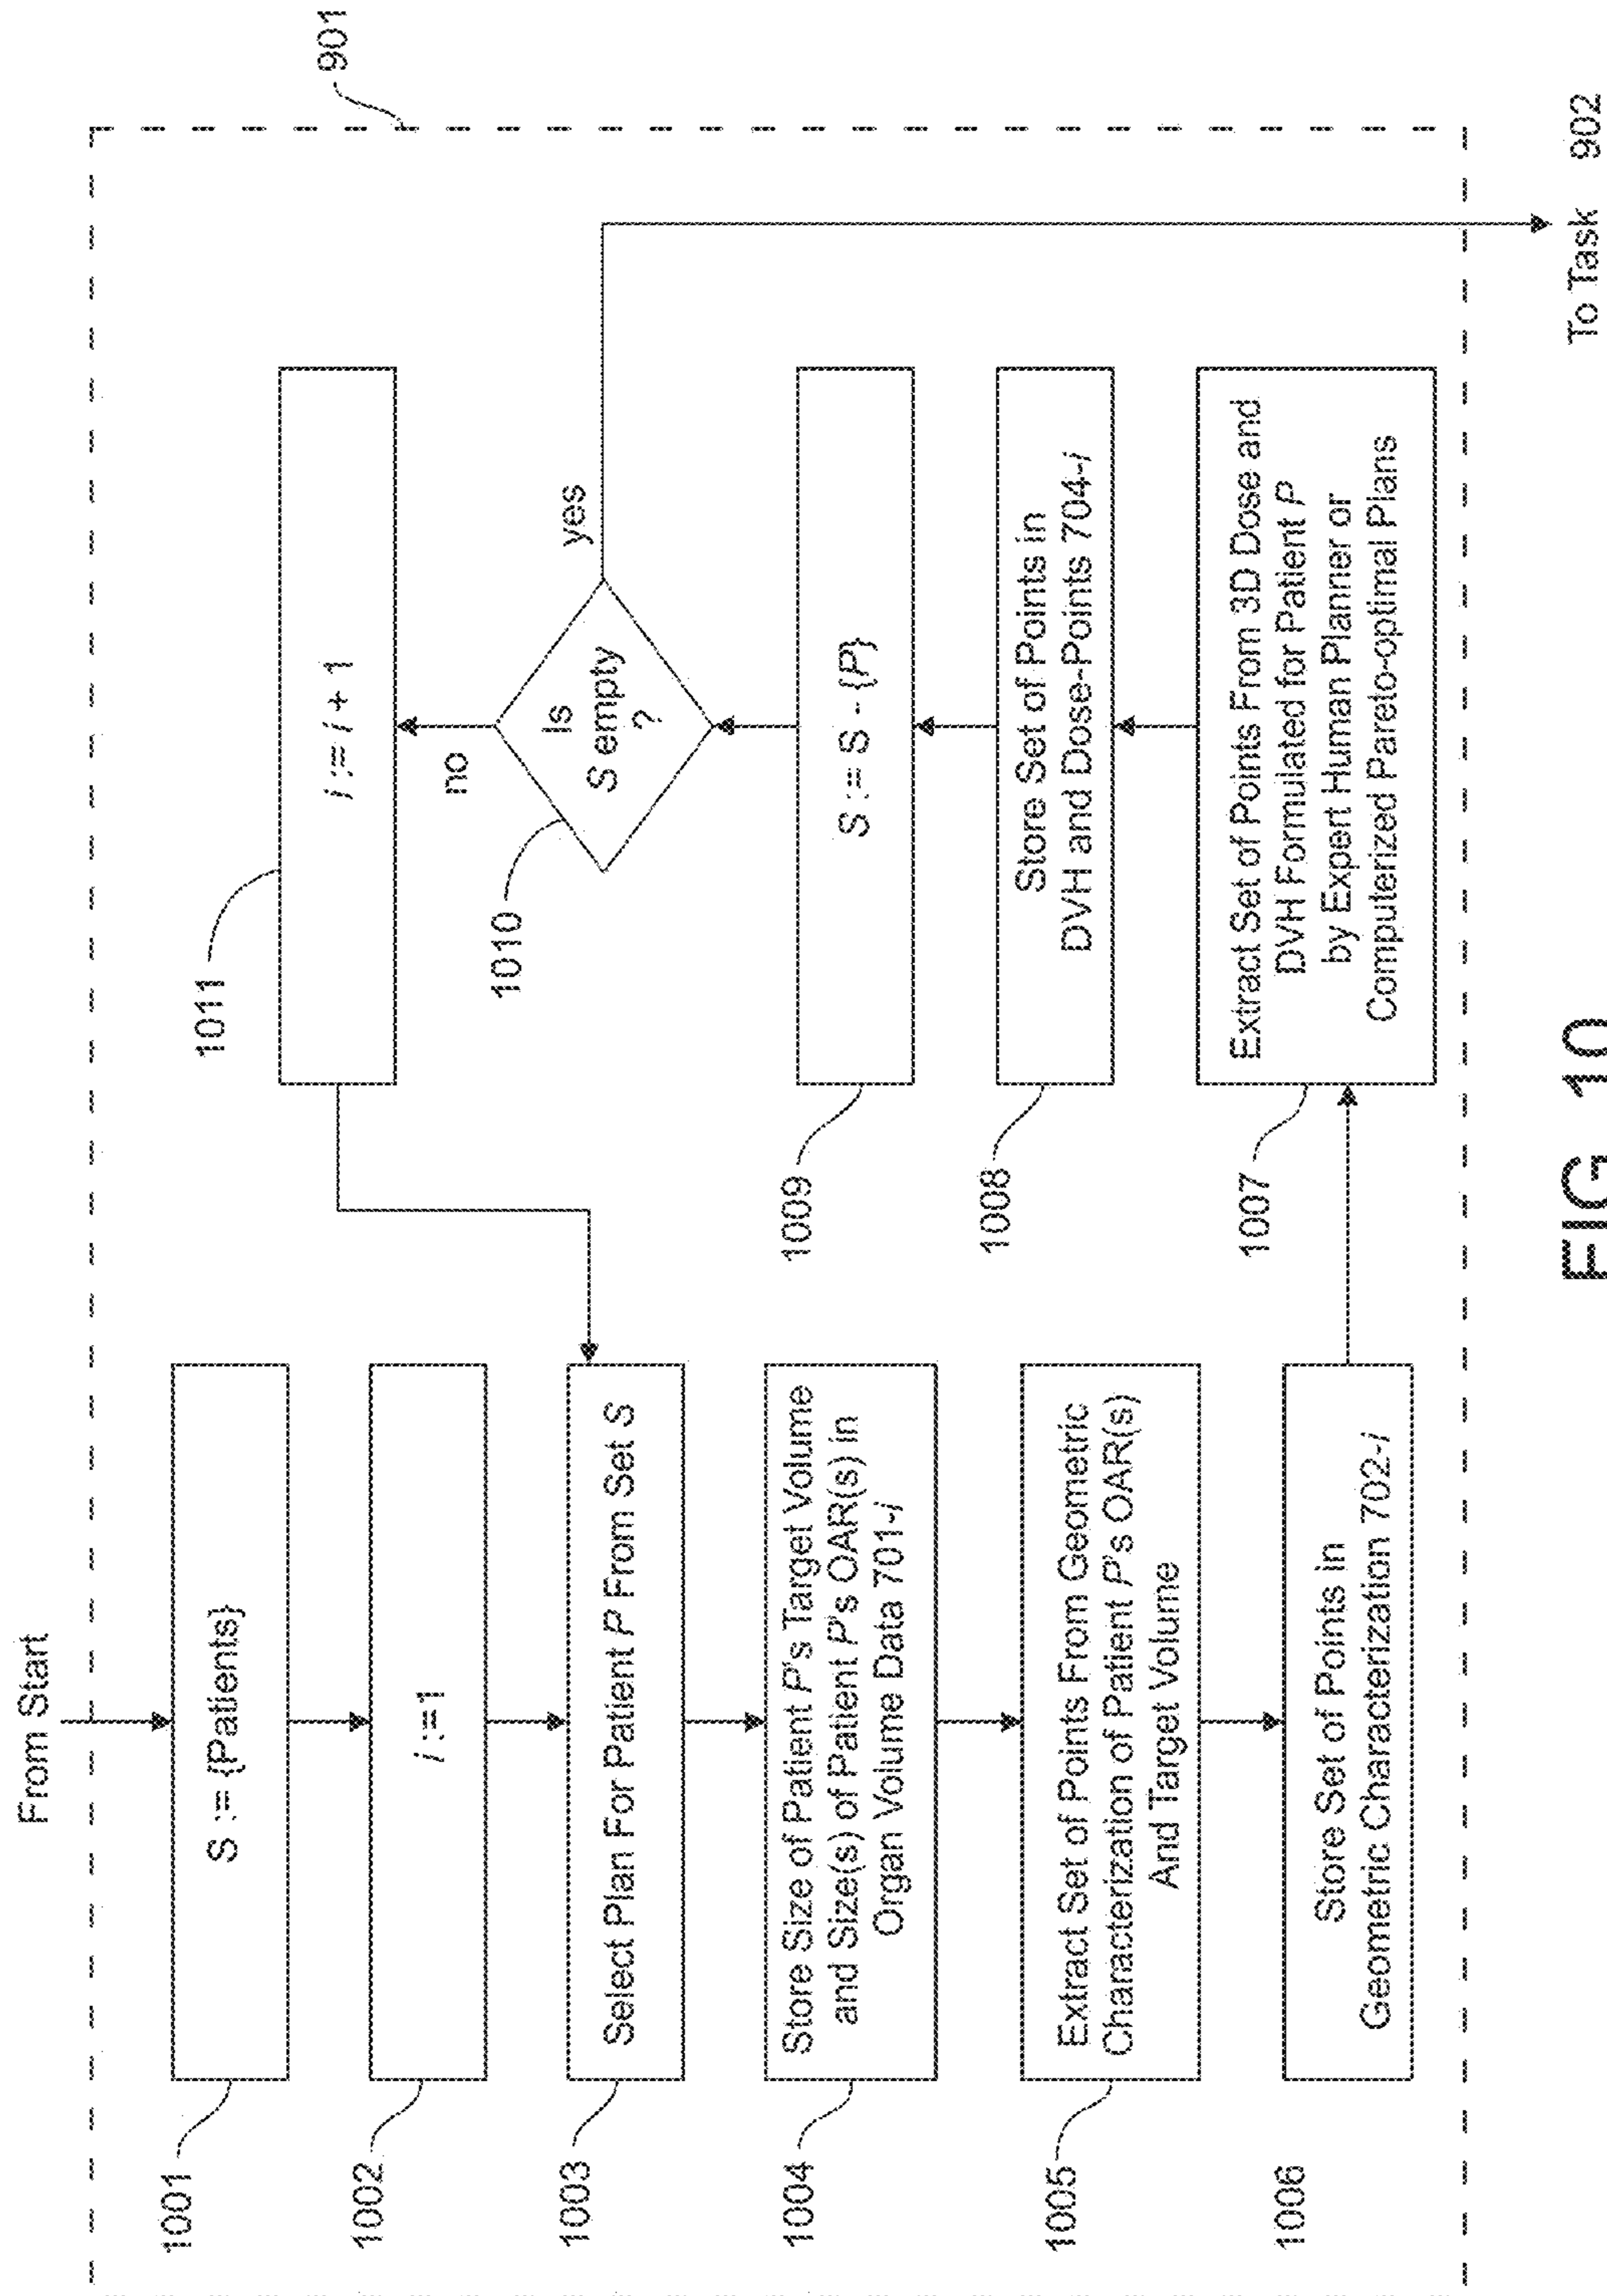 From Start
901
1001
S := {Patients}
1002
i :=1
1003
Select Plan For Patient P From Set S
1004
Store Size of Patient P's Target Volume
and Size(s) of Patient P's OAR(s) in
Organ Volume Data 701-i
1005
Extract Set of Points From Geometric
Characterization of Patient P's OAR(s)
And Target Volume
1006
Store Set of Points in
Geometric Characterization 702-i
1011
i := i + 1
no
1010
Is
S empty
?
yes
1009
S := S - {P}
1008
Store Set of Points in
DVH and Dose-Points 704-i
1007
Extract Set of Points From 3D Dose and
DVH Formulated for Patient P
by Expert Human Planner or
Computerized Pareto-optimal Plans
To Task 902
FIG. 10